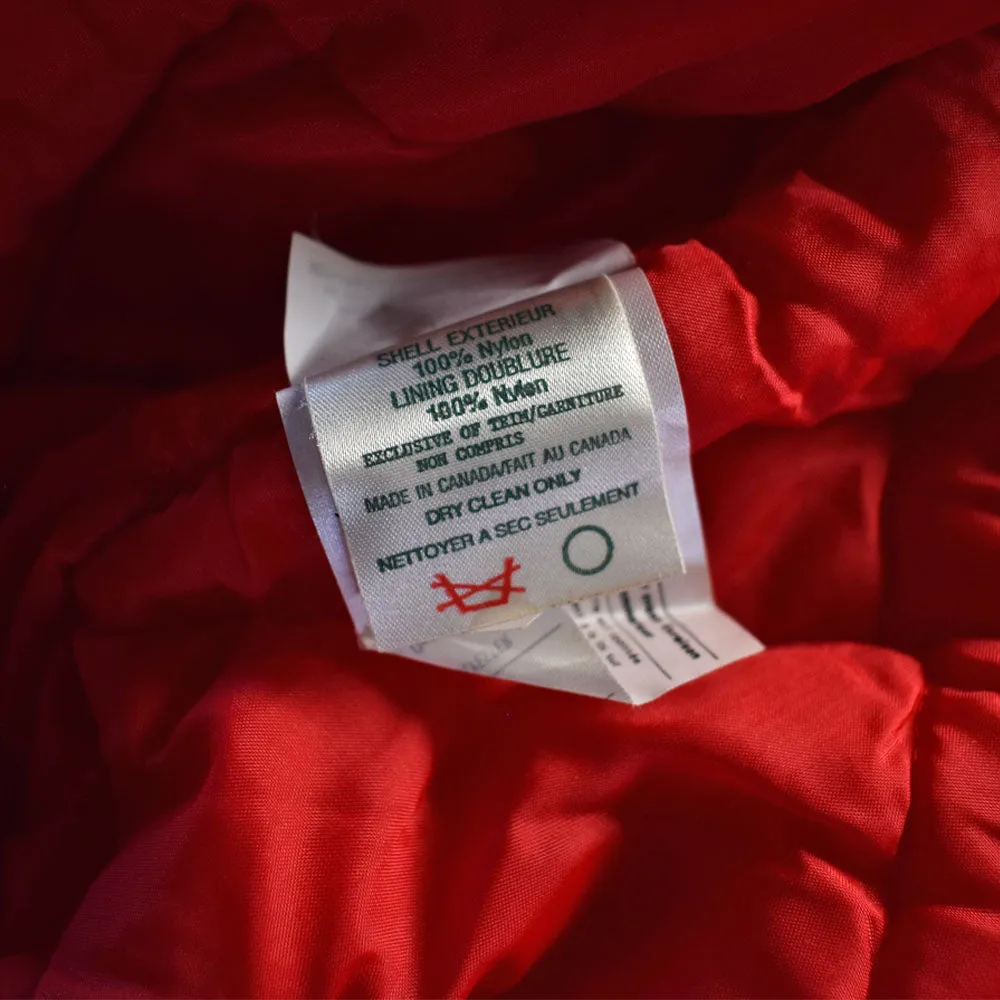 SHELL EXTERIEUR
100% Nylon
LINING DOUBLURE
100% Nylon
EXCLUSIVE OF TRIM/GARNITURE
NON COMPRIS
MADE IN CANADA/FAIT AU CANADA
DRY CLEAN ONLY
NETTOYER A SEC SEULEMENT